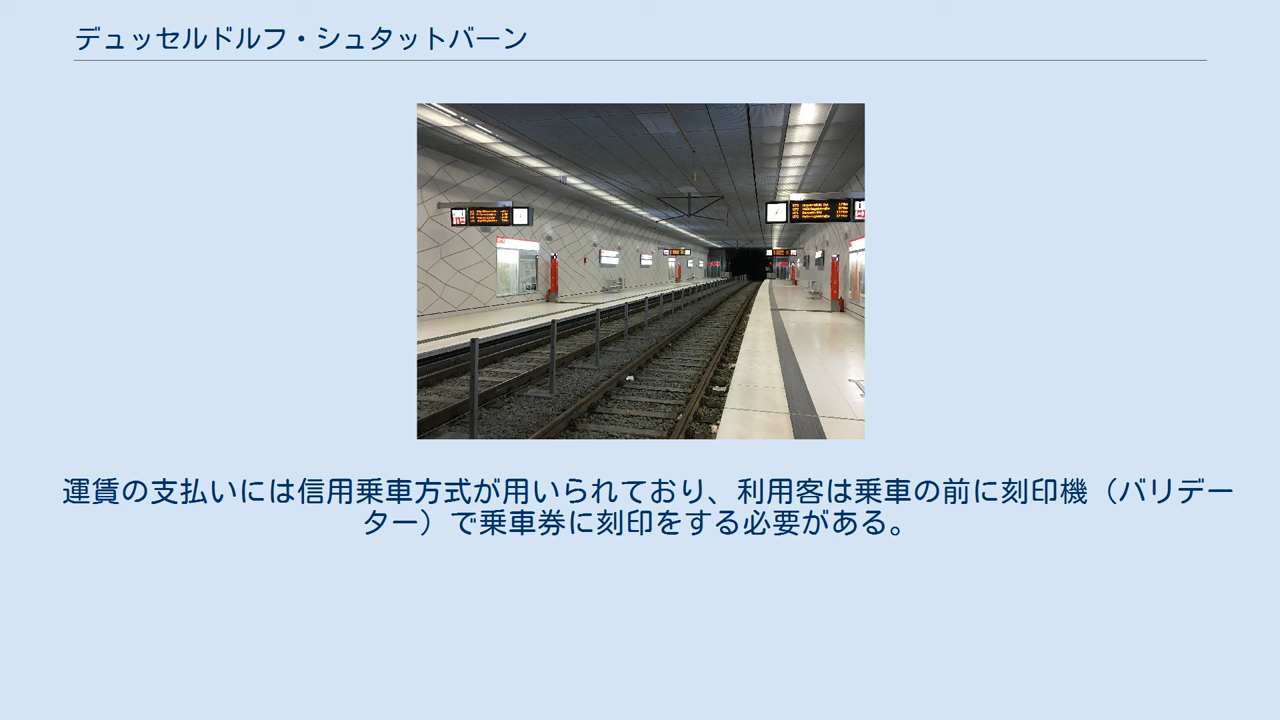 デュッセルドルフ・シュタットバーン
運賃の支払いには信用乗車方式が用いられており、利用客は乗車の前に刻印機（バリデー
ター）で乗車券に刻印をする必要がある。